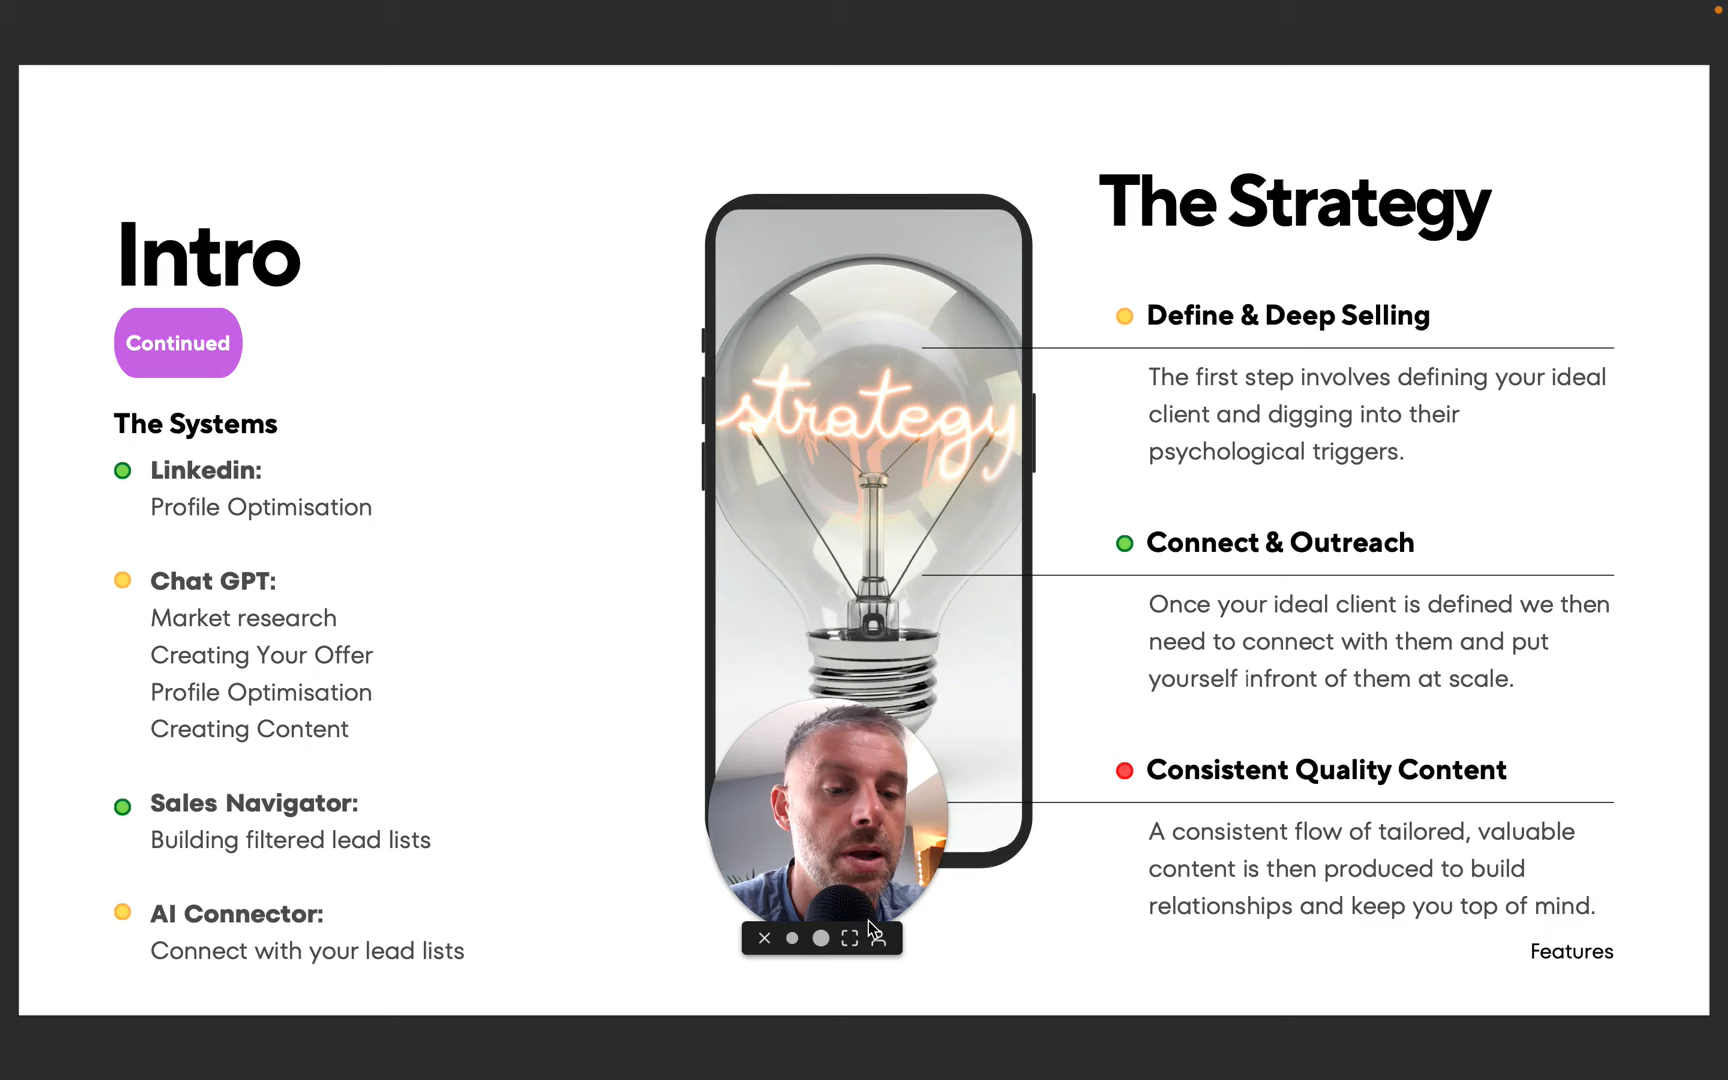 Intro
Continued
The Systems
Linkedin:
Profile Optimisation
Chat GPT:
Market research
Creating Your Offer
Profile Optimisation
Creating Content
Sales Navigator:
Building filtered lead lists
AI Connector:
Connect with your lead lists
strategy
The Strategy
Define & Deep Selling
The first step involves defining your ideal
client and digging into their
psychological triggers.
Connect & Outreach
Once your ideal client is defined we then
need to connect with them and put
yourself infront of them at scale.
Consistent Quality Content
A consistent flow of tailored, valuable
content is then produced to build
relationships and keep you top of mind.
Features